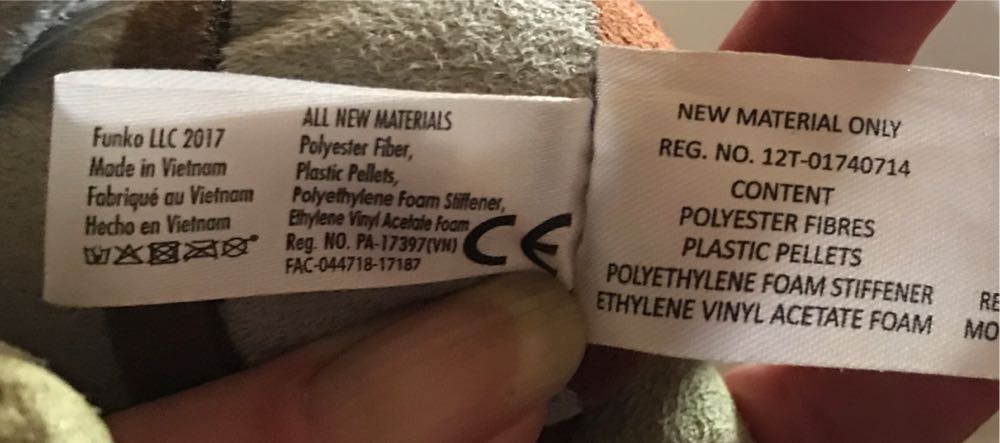 Funko LLC 2017
Made in Vietnam
Fabriqué au Vietnam
Hecho en Vietnam
ALL NEW MATERIALS
Polyester Fiber,
Plastic Pellets,
Polyethylene Foam Stiffener,
Ethylene Vinyl Acetate Foam
Reg. NO. PA-17397(VN)
FAC-044718-17187
CE
NEW MATERIAL ONLY
REG. NO. 12T-01740714
CONTENT
POLYESTER FIBRES
PLASTIC PELLETS
POLYETHYLENE FOAM STIFFENER
ETHYLENE VINYL ACETATE FOAM
RE
MO